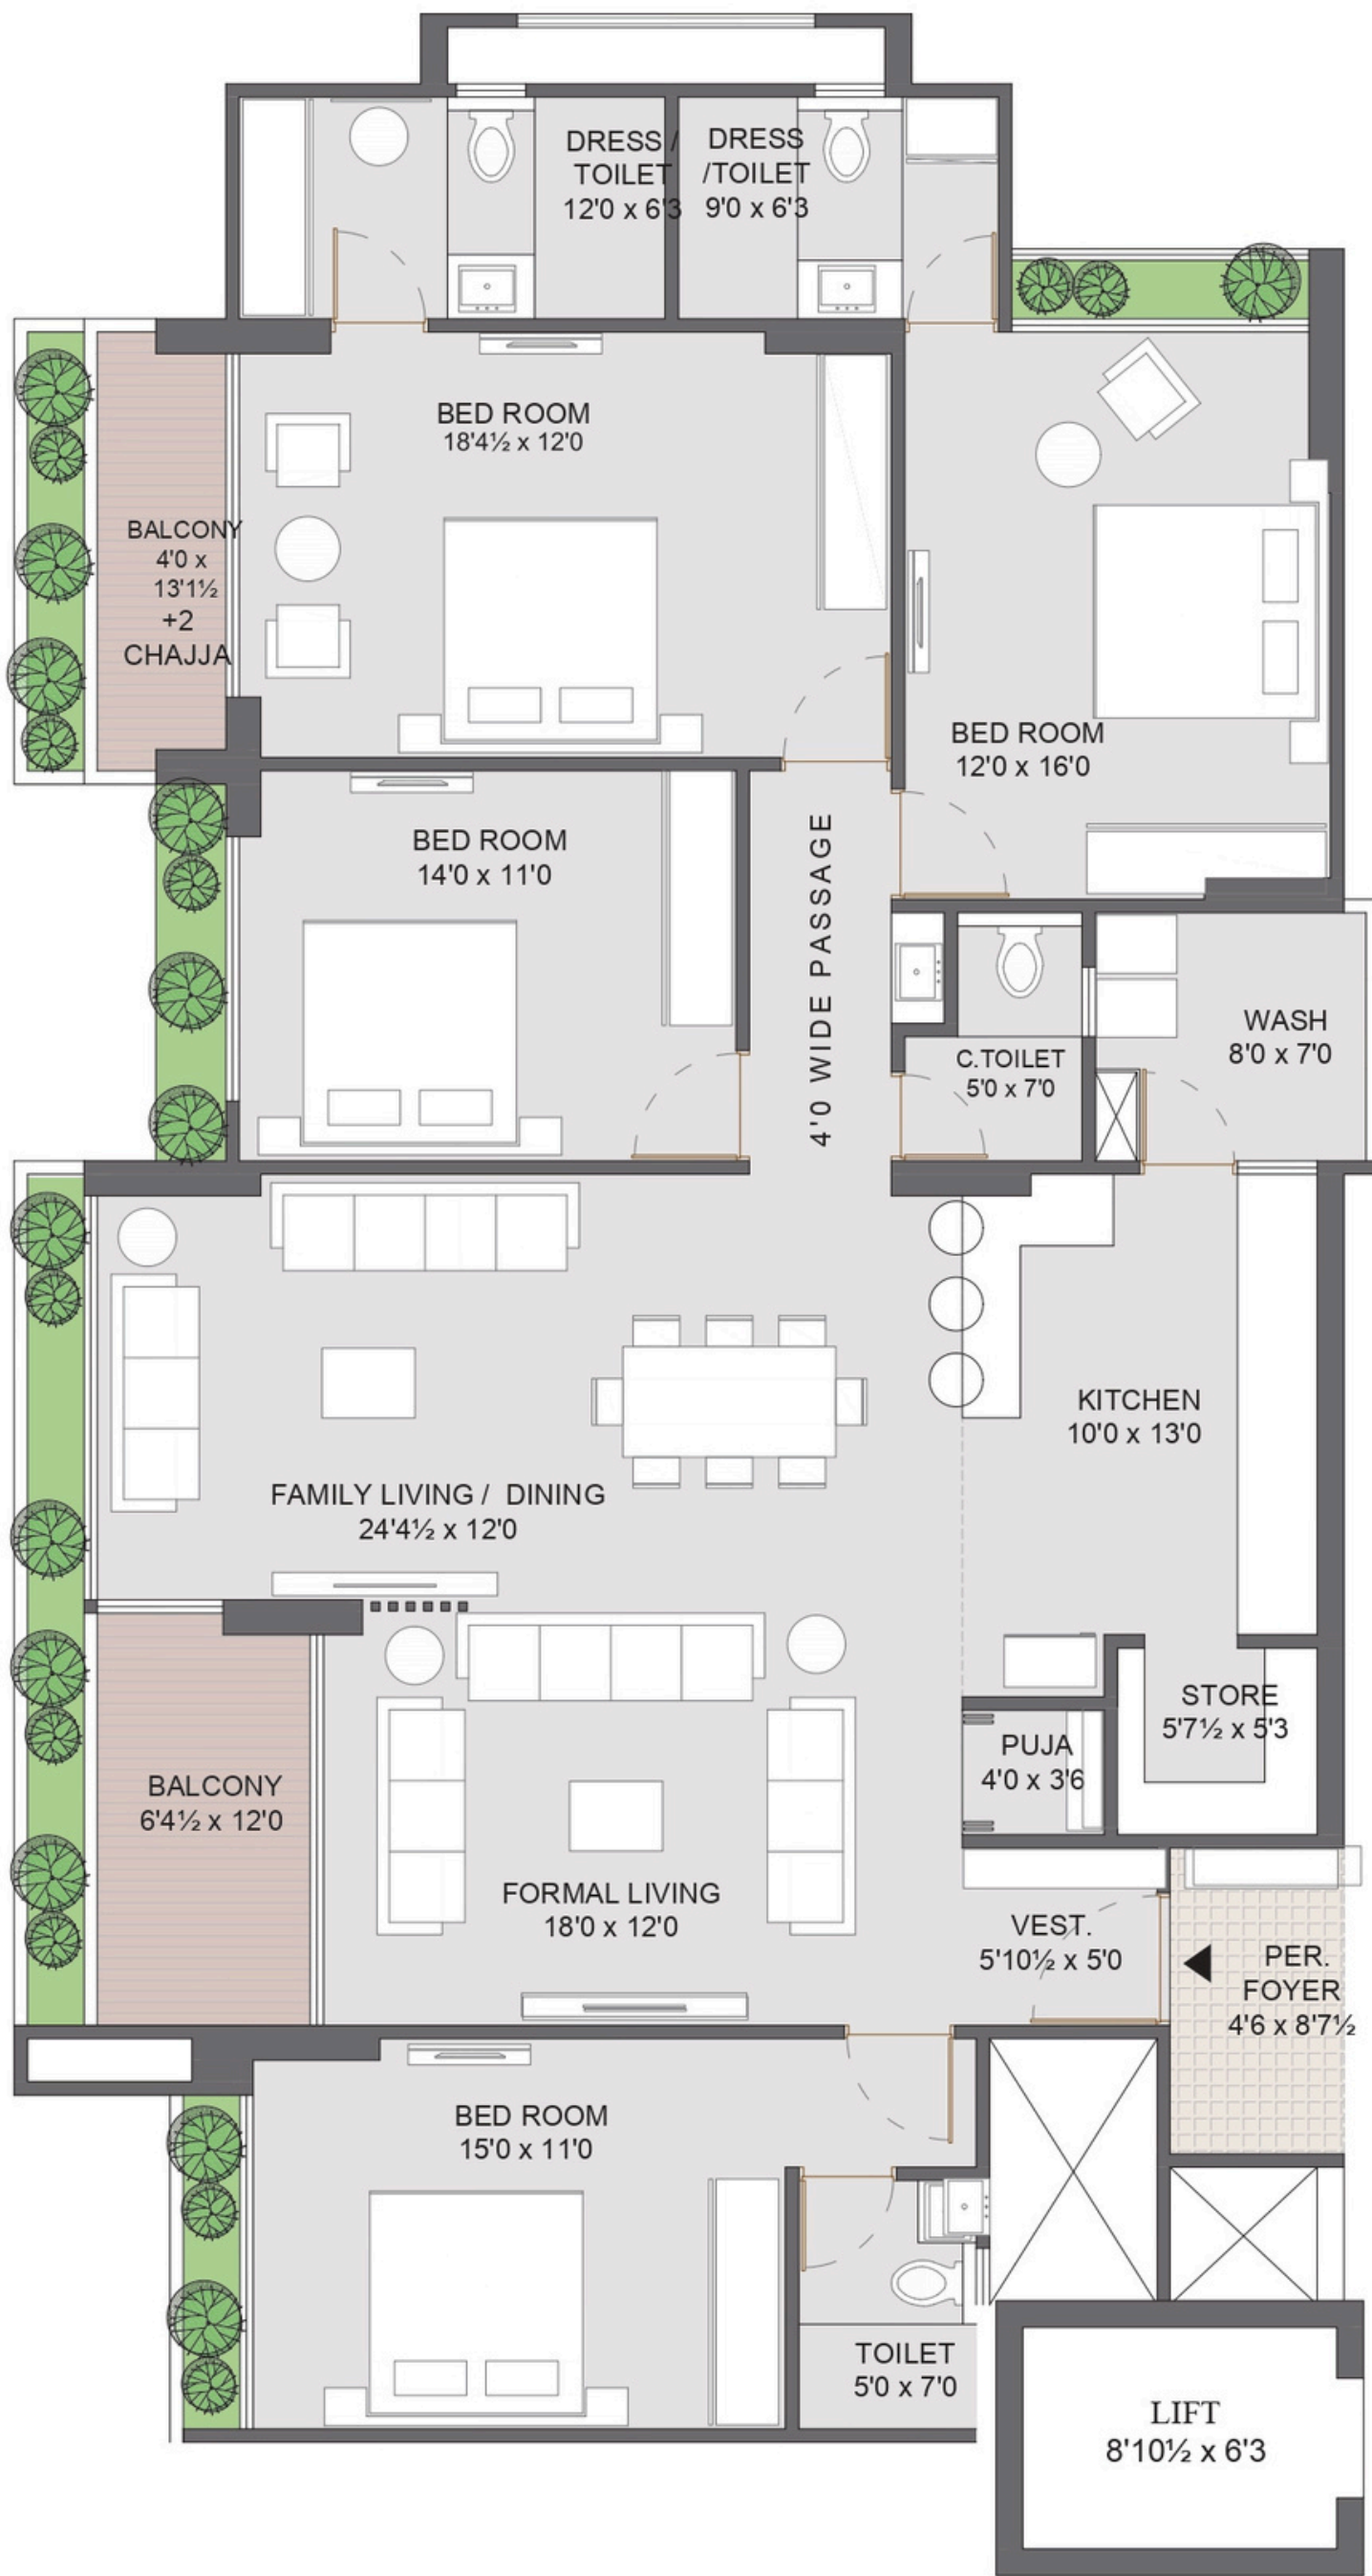 DRESS /
TOILET
12'0 x 6'3
DRESS
/TOILET
9'0 x 6'3
BED ROOM
18'4½ x 12'0
BALCONY
4'0 x
13'1½
+2
CHAJJA
BED ROOM
12'0 x 16'0
BED ROOM
14'0 x 11'0
4'0 WIDE PASSAGE
WASH
8'0 x 7'0
C.TOILET
5'0 x 7'0
KITCHEN
10'0 x 13'0
FAMILY LIVING / DINING
24'4½ x 12'0
STORE
5'7½ x 5'3
PUJA
4'0 x 3'6
BALCONY
6'4½ x 12'0
FORMAL LIVING
18'0 x 12'0
VEST.
5'10½ x 5'0
PER.
FOYER
4'6 x 8'7½
BED ROOM
15'0 x 11'0
TOILET
5'0 x 7'0
LIFT
8'10½ x 6'3